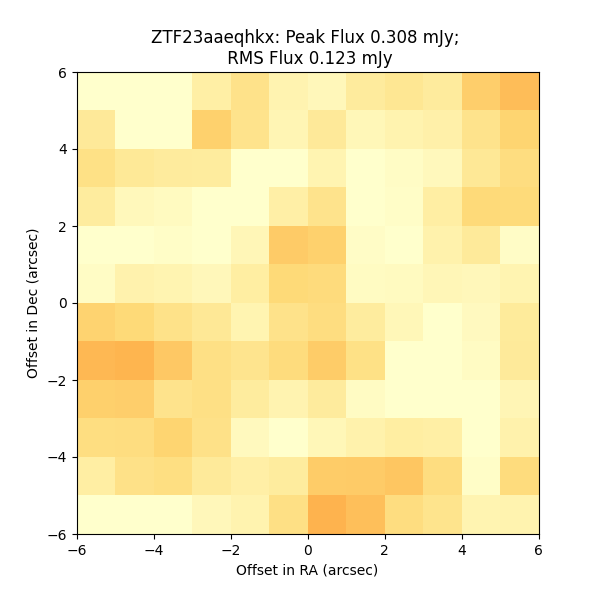 ZTF23aaeqhkx: Peak Flux 0.308 mJy;
RMS Flux 0.123 mJy
6
4
2
0
−2
−4
−6
Offset in Dec (arcsec)
−6 −4 −2 0 2 4 6
Offset in RA (arcsec)